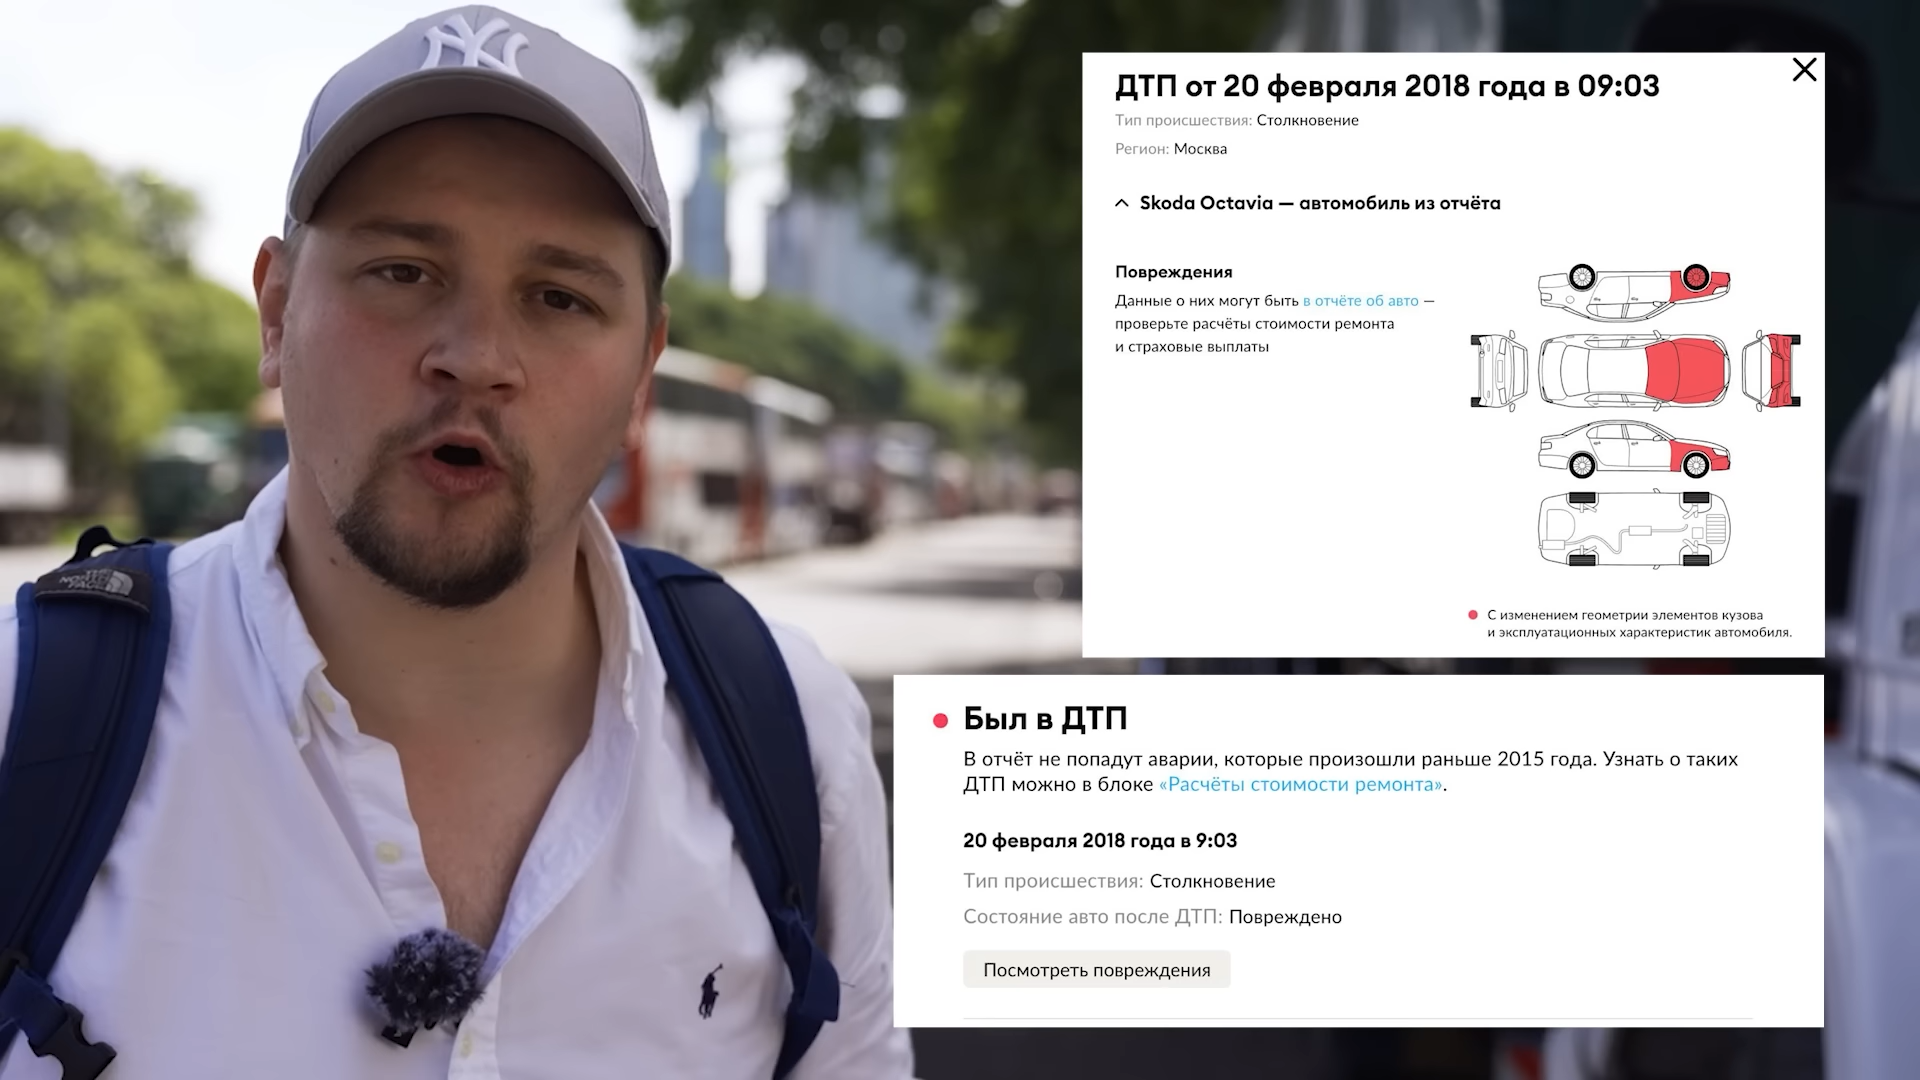 NY
THE
NORTH
FACE
ДТП от 20 февраля 2018 года в 09:03
Тип происшествия: Столкновение
Регион: Москва
Skoda Octavia — автомобиль из отчёта
Повреждения
Данные о них могут быть в отчёте об авто —
проверьте расчёты стоимости ремонта
и страховые выплаты
С изменением геометрии элементов кузова
и эксплуатационных характеристик автомобиля.
Был в ДТП
В отчёт не попадут аварии, которые произошли раньше 2015 года. Узнать о таких
ДТП можно в блоке «Расчёты стоимости ремонта».
20 февраля 2018 года в 9:03
Тип происшествия: Столкновение
Состояние авто после ДТП: Повреждено
Посмотреть повреждения